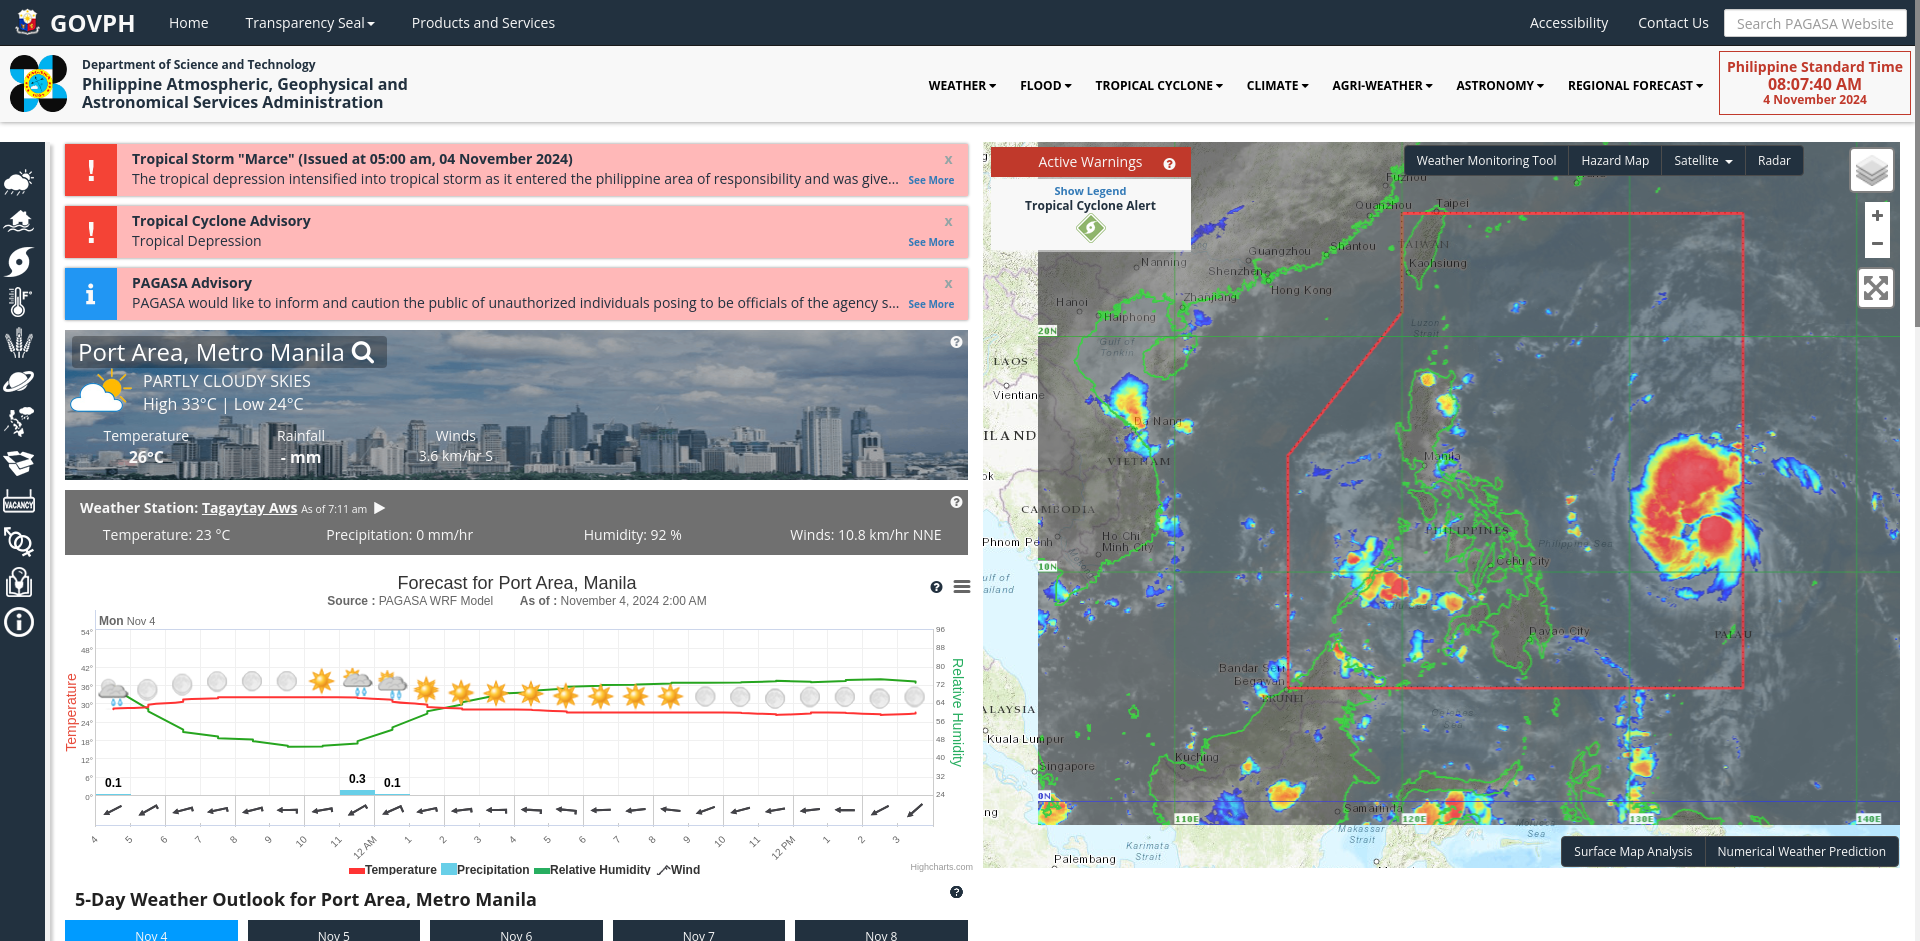 GOVPH
Home
Transparency Seal
Products and Services
Accessibility
Contact Us
Search PAGASA Website
Department of Science and Technology
Philippine Atmospheric, Geophysical and
Astronomical Services Administration
WEATHER
FLOOD
TROPICAL CYCLONE
CLIMATE
AGRI-WEATHER
ASTRONOMY
REGIONAL FORECAST
Philippine Standard Time
08:07:40 AM
4 November 2024
Tropical Storm "Marce" (Issued at 05:00 am, 04 November 2024)
x
The tropical depression intensified into tropical storm as it entered the philippine area of responsibility and was give...
See More
Tropical Cyclone Advisory
x
Tropical Depression
See More
PAGASA Advisory
x
PAGASA would like to inform and caution the public of unauthorized individuals posing to be officials of the agency s...
See More
Port Area, Metro Manila
PARTLY CLOUDY SKIES
High 33°C | Low 24°C
Temperature
26°C
Rainfall
- mm
Winds
3.6 km/hr S
Weather Station: Tagaytay Aws As of 7:11 am
Temperature: 23 °C
Precipitation: 0 mm/hr
Humidity: 92 %
Winds: 10.8 km/hr NNE
VACANCY
Forecast for Port Area, Manila
Source : PAGASA WRF Model As of : November 4, 2024 2:00 AM
Mon Nov 4
Temperature
54°
48°
42°
36°
30°
24°
18°
12°
6°
0°
Relative Humidity
96
88
80
72
64
56
48
40
32
24
0.1
0.3
0.1
4
5
6
7
8
9
10
11
12 AM
1
2
3
4
5
6
7
8
9
10
11
12 PM
1
2
3
Temperature
Precipitation
Relative Humidity
Wind
Highcharts.com
5-Day Weather Outlook for Port Area, Metro Manila
Nov 4
Nov 5
Nov 6
Nov 7
Nov 8
Active Warnings
Show Legend
Tropical Cyclone Alert
Weather Monitoring Tool
Hazard Map
Satellite
Radar
+
−
Fuzhou
Quanzhou
Taipei
TAIWAN
Shantou
Guangzhou
Kaohsiung
Nanning
Shenzhen
Hong Kong
Zhanjiang
Hanoi
Haiphong
20N
Gulf of
Tonkin
Luzon
Strait
LAOS
Vientiane
Da Nang
ILAND
VIETNAM
Manila
ok
CAMBODIA
PHILIPPINES
Philippine Sea
Phnom Penh
Ho Chi
Minh City
Cebu City
10N
ulf of
ailand
Davao City
PALAU
Bandar Seri
Begawan
BRUNEI
ALAYSIA
Kuala Lumpur
Kuching
Singapore
0N
ng
Samarinda
110E
120E
130E
140E
Makassar
Strait
Karimata
Strait
Palembang
Surface Map Analysis
Numerical Weather Prediction